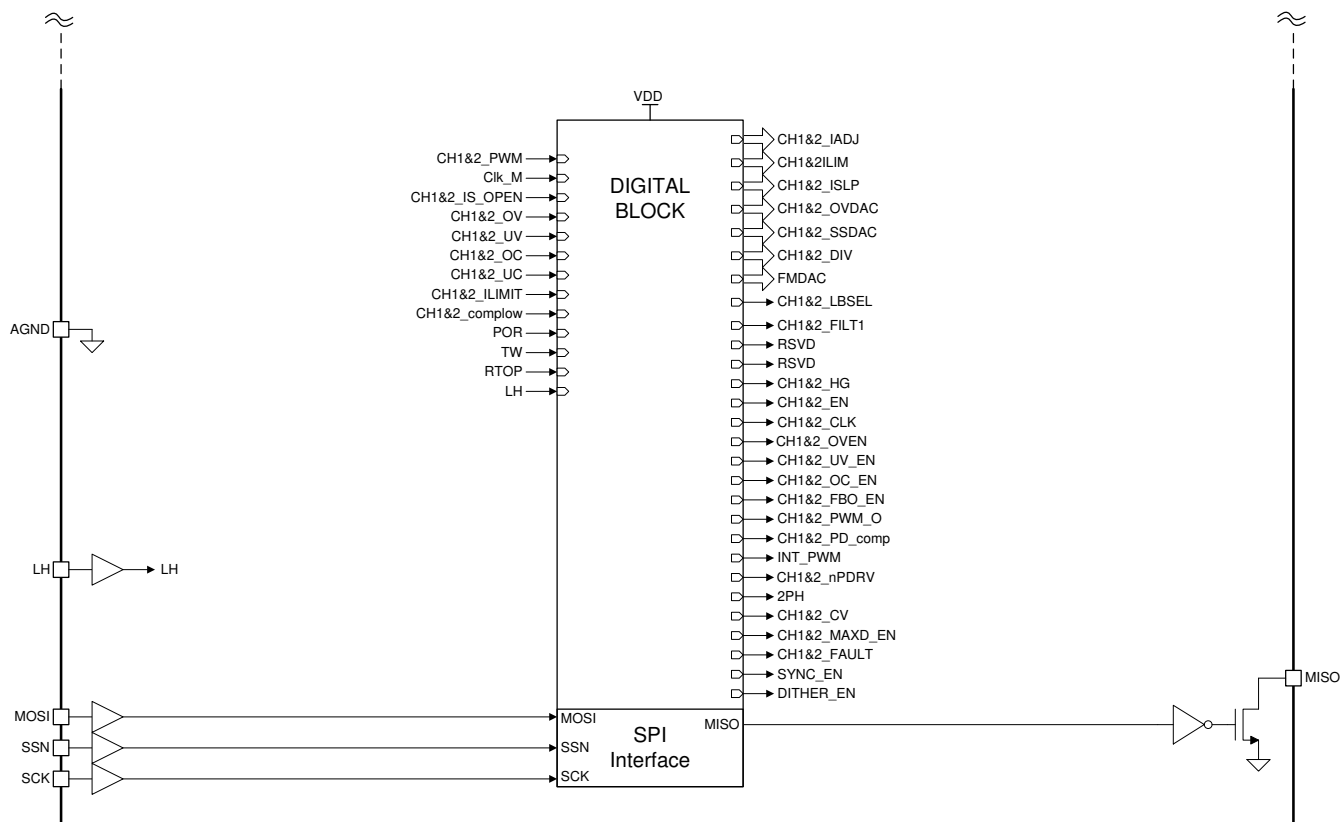 VDD
DIGITAL
BLOCK
CH1&2_PWM
Clk_M
CH1&2_IS_OPEN
CH1&2_OV
CH1&2_UV
CH1&2_OC
CH1&2_UC
CH1&2_ILIMIT
CH1&2_complow
POR
TW
RTOP
LH
CH1&2_IADJ
CH1&2ILIM
CH1&2_ISLP
CH1&2_OVDAC
CH1&2_SSDAC
CH1&2_DIV
FMDAC
CH1&2_LBSEL
CH1&2_FILT1
RSVD
RSVD
CH1&2_HG
CH1&2_EN
CH1&2_CLK
CH1&2_OVEN
CH1&2_UV_EN
CH1&2_OC_EN
CH1&2_FBO_EN
CH1&2_PWM_O
CH1&2_PD_comp
INT_PWM
CH1&2_nPDRV
2PH
CH1&2_CV
CH1&2_MAXD_EN
CH1&2_FAULT
SYNC_EN
DITHER_EN
AGND
LH
LH
MOSI
SSN
SCK
MOSI
SSN
SCK
SPI
Interface
MISO
MISO